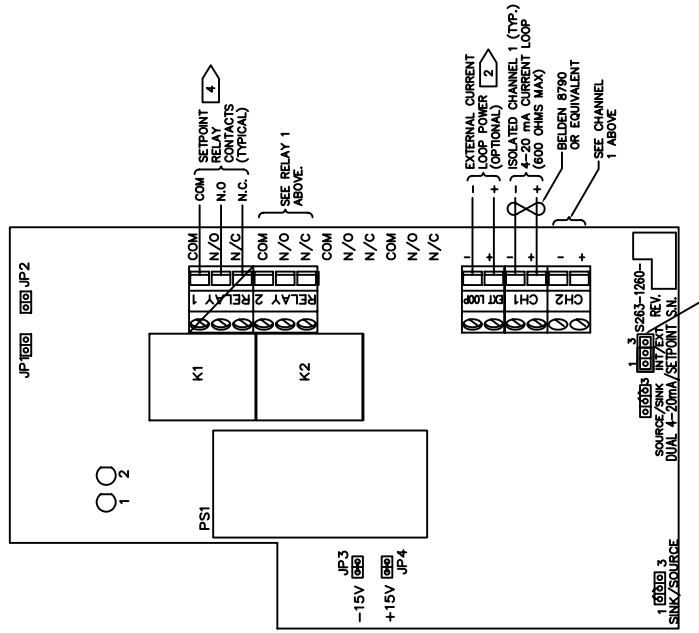 JP1
JP2
1
2
K1
K2
PS1
JP3
-15V
+15V
JP4
RELAY 1
RELAY 2
COM
N/O
N/C
COM
N/O
N/C
COM
N/O
N/C
COM
N/O
N/C
COM
N.O
N.C.
SETPOINT
RELAY
CONTACTS
(TYPICAL)
4
SEE RELAY 1
ABOVE.
EXT LOOP
CH1
CH2
-
+
-
+
-
+
-
+
-
+
EXTERNAL CURRENT
LOOP POWER
(OPTIONAL)
2
ISOLATED CHANNEL 1 (TYP.)
4-20 mA CURRENT LOOP
(600 OHMS MAX)
BELDEN 8790
OR EQUIVALENT
SEE CHANNEL
1 ABOVE
1
3
SINK/SOURCE
3
SOURCE/SINK
1
3
INT/EXT
S263-1260-
REV.
DUAL 4-20mA/SETPOINT S.N.